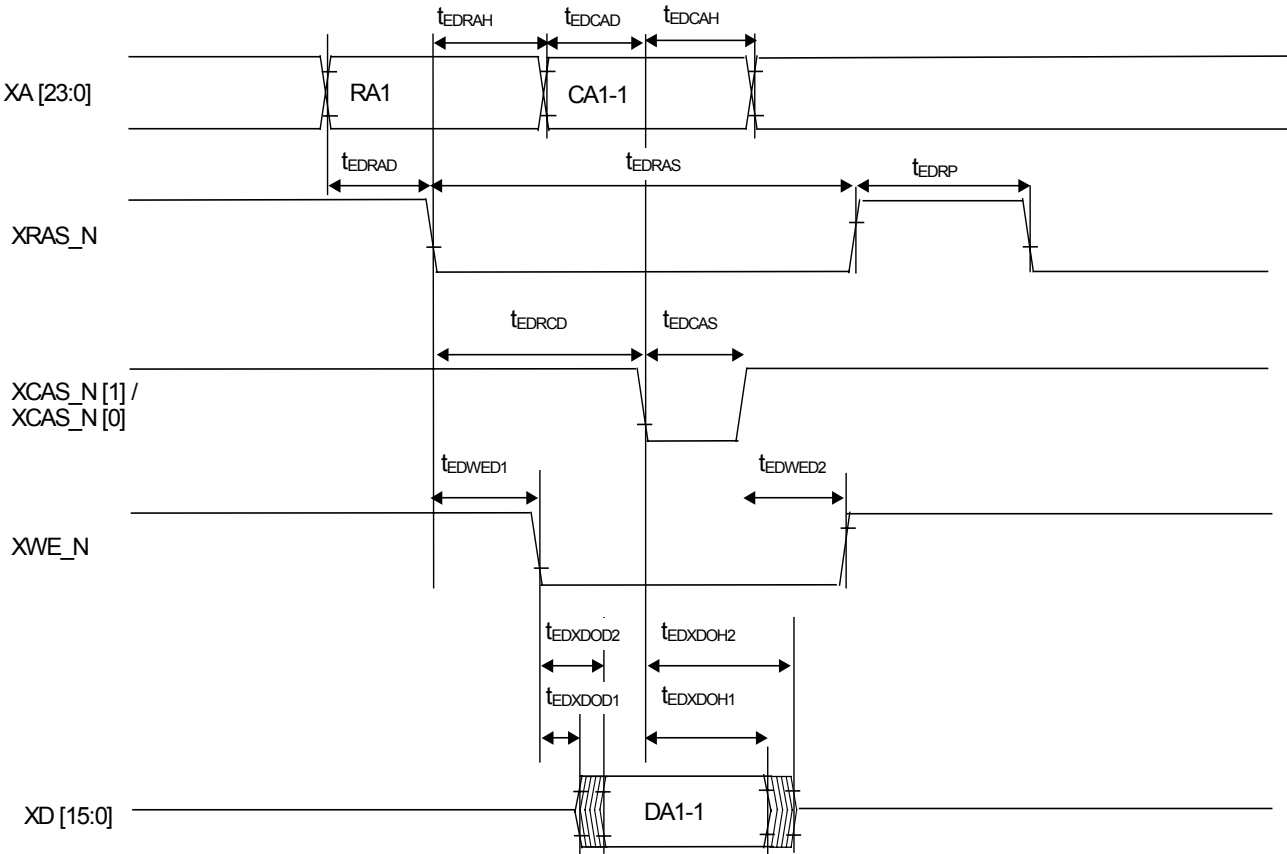 tEDRAH tEDCAD tEDCAH
XA [23:0] RA1 CA1-1
tEDRAD tEDRAS tEDRP
XRAS_N
tEDRCD tEDCAS
XCAS_N [1] /
XCAS_N [0]
tEDWED1 tEDWED2
XWE_N
tEDXDOD2 tEDXDOH2
tEDXDOD1 tEDXDOH1
XD [15:0] DA1-1